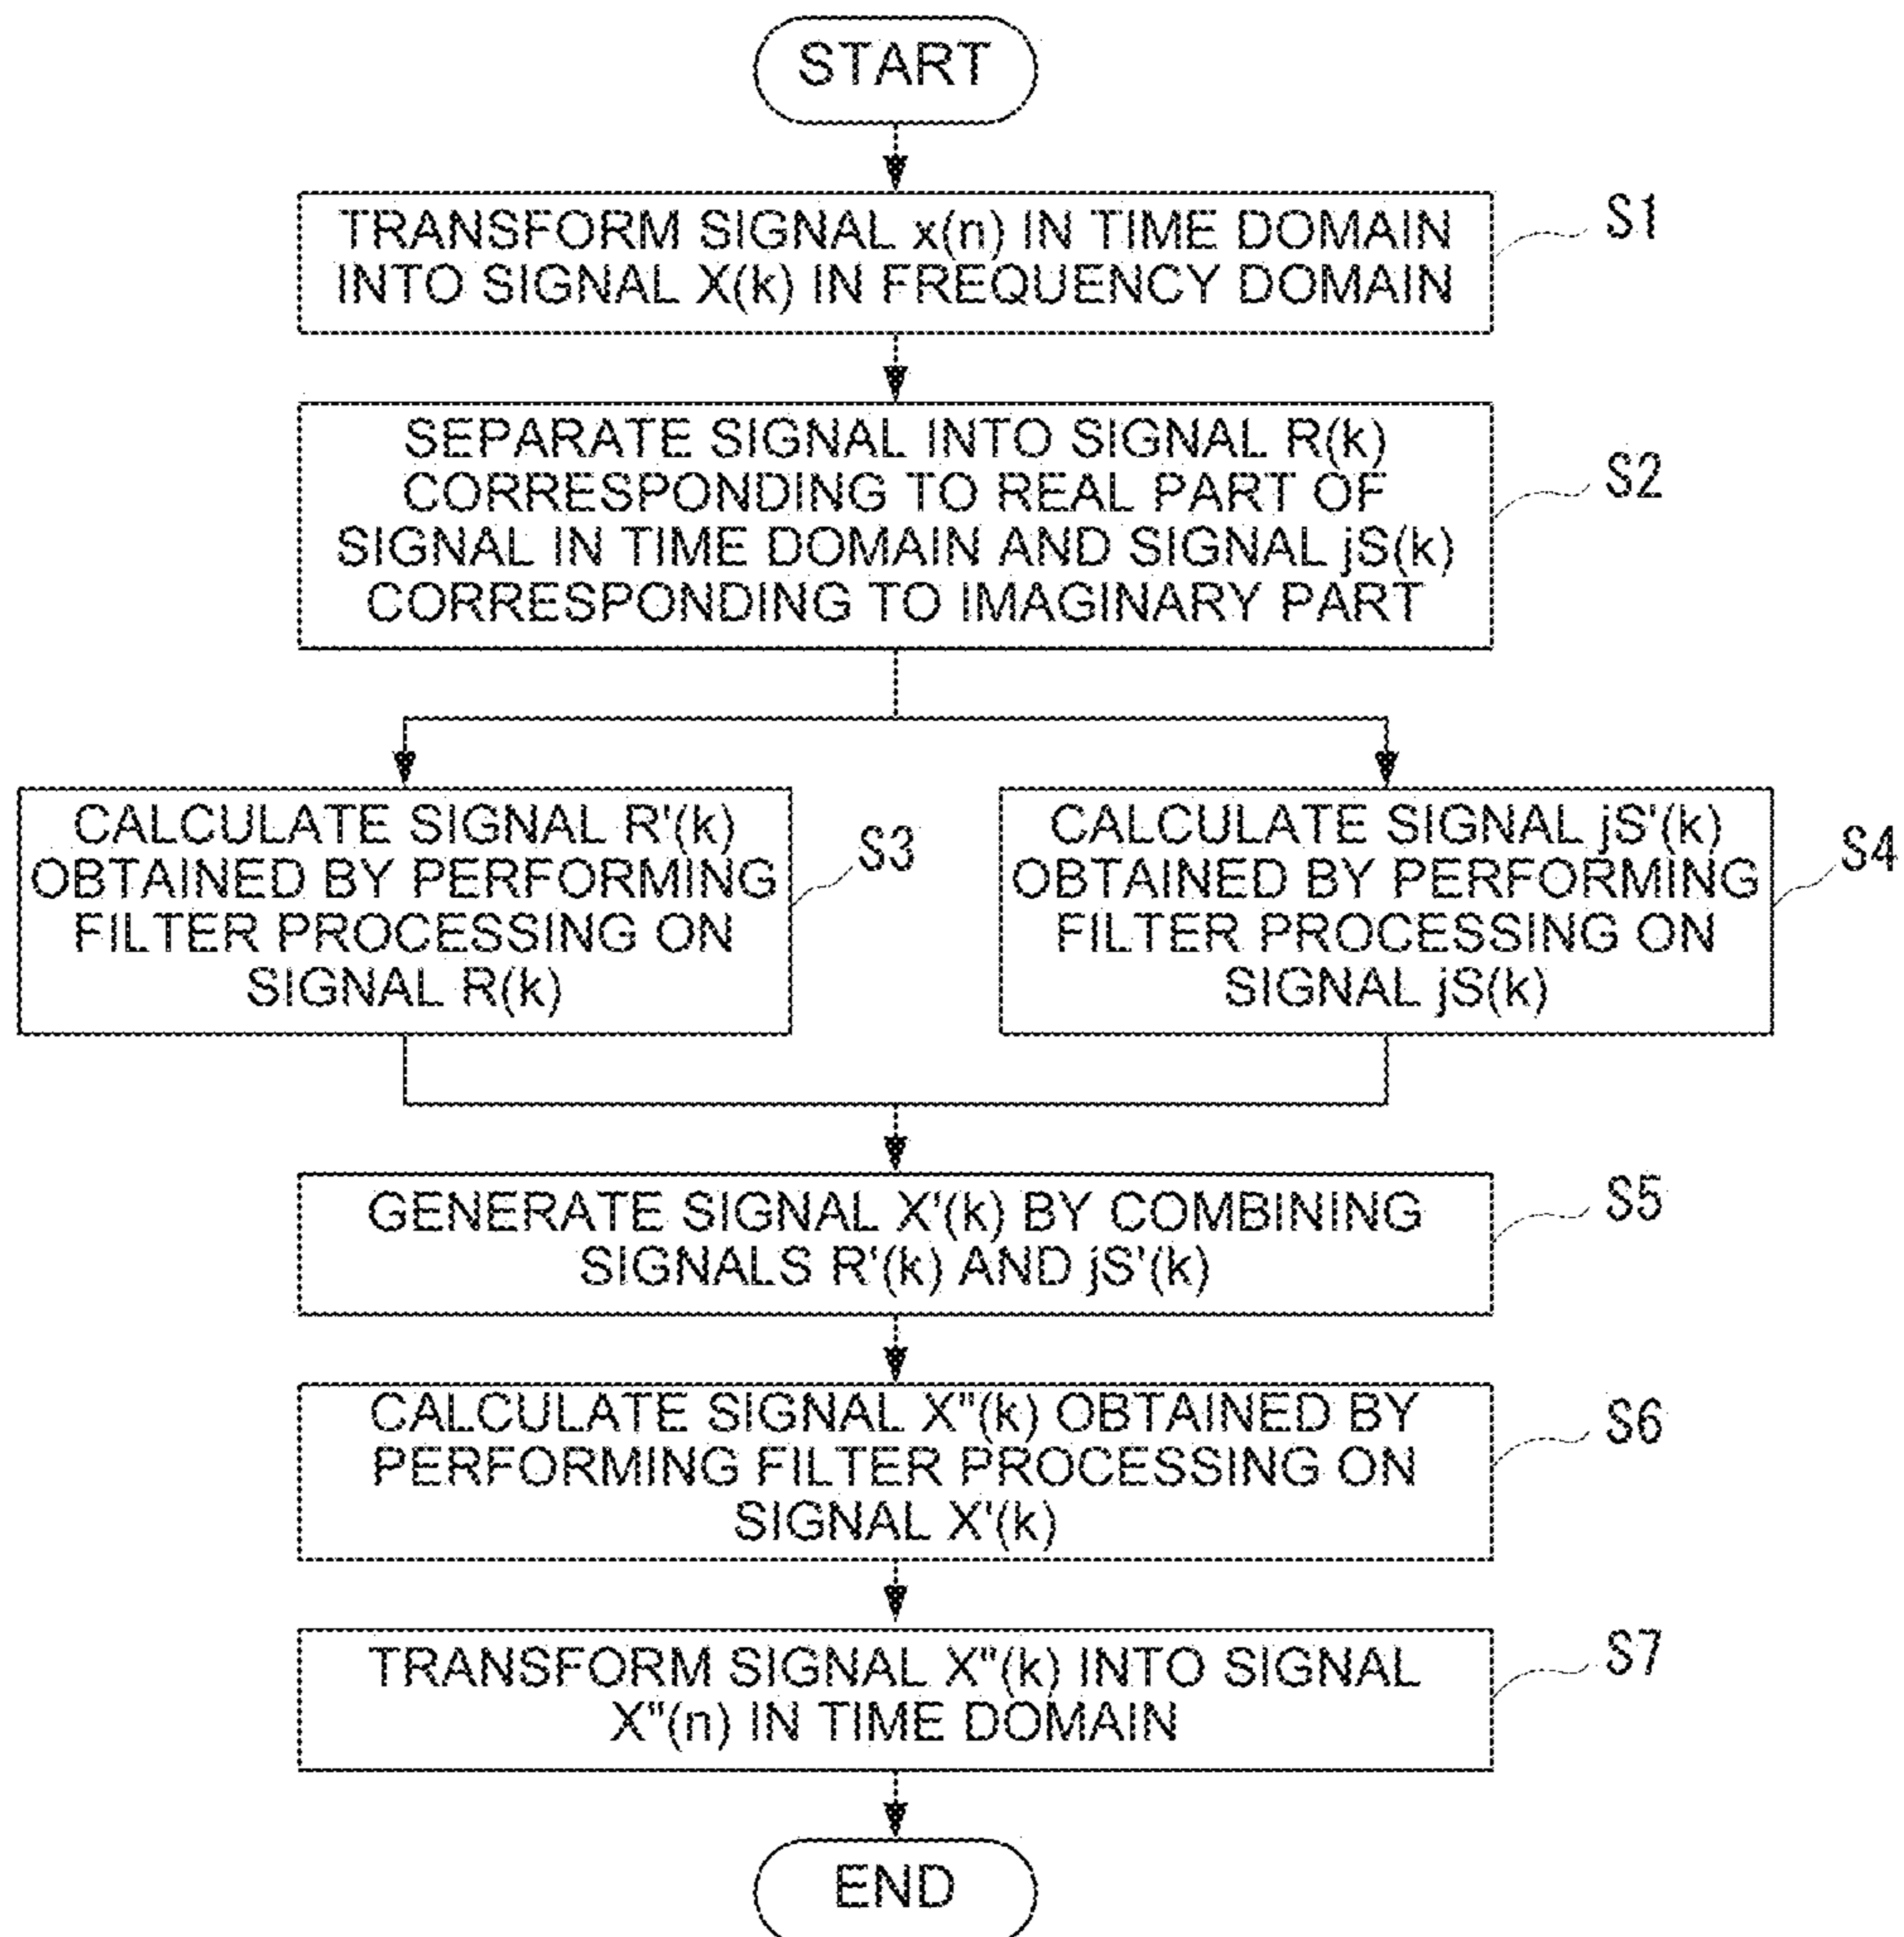 START
TRANSFORM SIGNAL x(n) IN TIME DOMAIN
INTO SIGNAL X(k) IN FREQUENCY DOMAIN
S1
SEPARATE SIGNAL INTO SIGNAL R(k)
CORRESPONDING TO REAL PART OF
SIGNAL IN TIME DOMAIN AND SIGNAL jS(k)
CORRESPONDING TO IMAGINARY PART
S2
CALCULATE SIGNAL R'(k)
OBTAINED BY PERFORMING
FILTER PROCESSING ON
SIGNAL R(k)
S3
CALCULATE SIGNAL jS'(k)
OBTAINED BY PERFORMING
FILTER PROCESSING ON
SIGNAL jS(k)
S4
GENERATE SIGNAL X'(k) BY COMBINING
SIGNALS R'(k) AND jS'(k)
S5
CALCULATE SIGNAL X"(k) OBTAINED BY
PERFORMING FILTER PROCESSING ON
SIGNAL X'(k)
S6
TRANSFORM SIGNAL X"(k) INTO SIGNAL
X"(n) IN TIME DOMAIN
S7
END